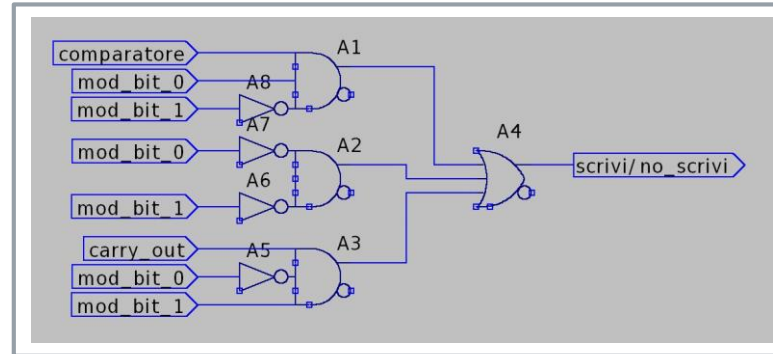 comparatore
A1
mod_bit_0
A8
mod_bit_1
A7
mod_bit_0
A2
A4
scrivi/no_scrivi
A6
mod_bit_1
carry_out
A5
A3
mod_bit_0
mod_bit_1